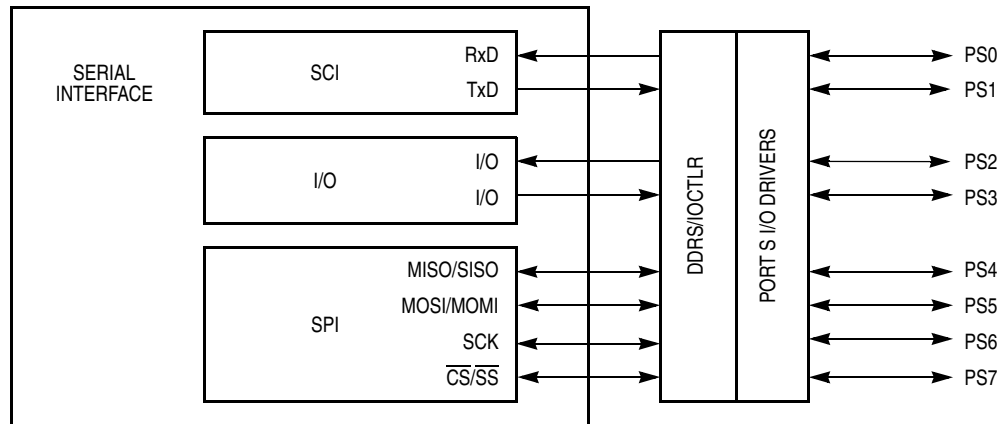 SERIAL
INTERFACE
SCI
RxD
TxD
I/O
I/O
I/O
SPI
MISO/SISO
MOSI/MOMI
SCK
CS/SS
DDRS/IOCTLR
PORT S I/O DRIVERS
PS0
PS1
PS2
PS3
PS4
PS5
PS6
PS7